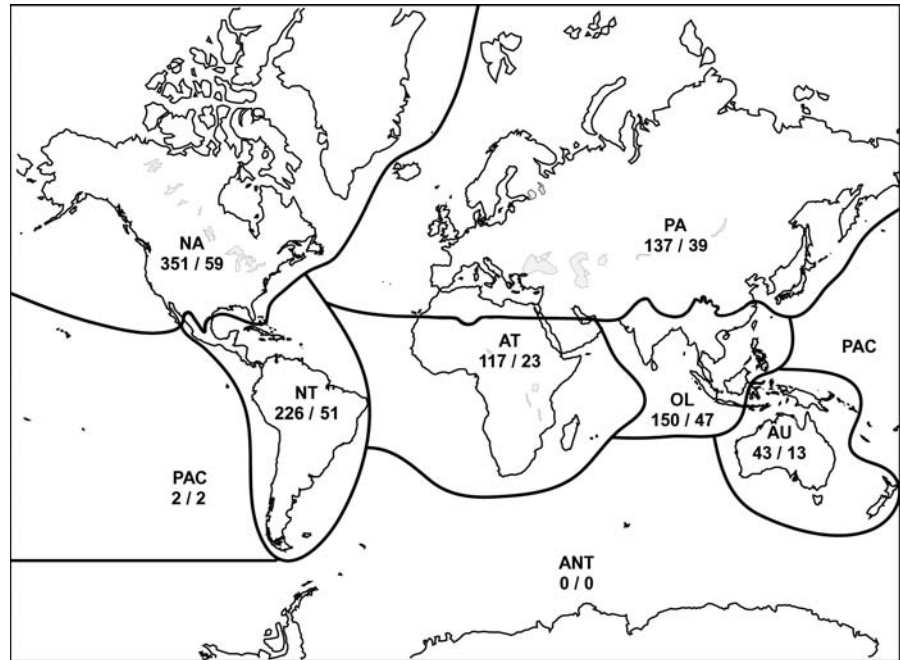 NA
351 / 59
PA
137 / 39
AT
117 / 23
PAC
NT
226 / 51
OL
150 / 47
AU
43 / 13
PAC
2 / 2
ANT
0 / 0